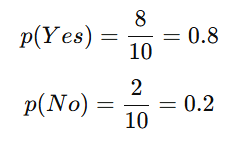 p(Yes) = 8/10 = 0.8
p(No) = 2/10 = 0.2